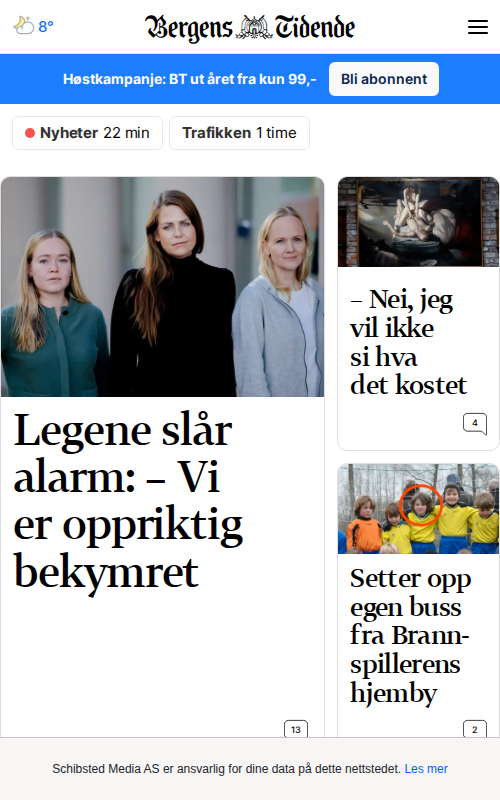 8°
Bergens Tidende
Høstkampanje: BT ut året fra kun 99,-
Bli abonnent
Nyheter 22 min
Trafikken 1 time
Legene slår
alarm: – Vi
er oppriktig
bekymret
13
– Nei, jeg
vil ikke
si hva
det kostet
4
Setter opp
egen buss
fra Brann-
spillerens
hjemby
2
Schibsted Media AS er ansvarlig for dine data på dette nettstedet. Les mer